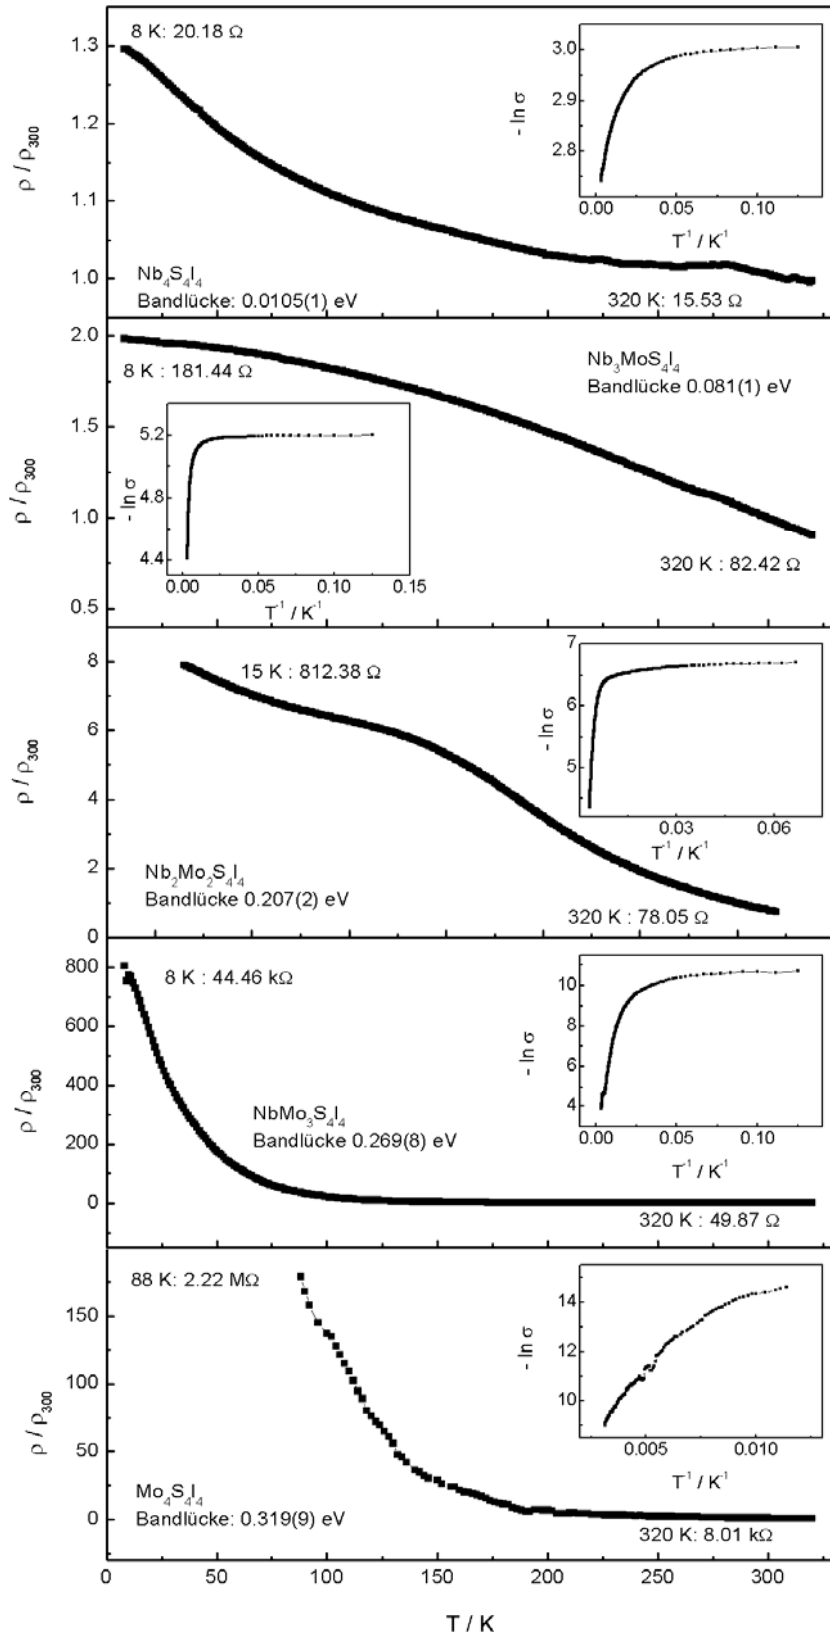 8 K: 20.18 Ω
1.3
1.2
1.1
1.0
ρ / ρ300
Nb4S4I4
Bandlücke: 0.0105(1) eV
320 K: 15.53 Ω
3.0
2.9
2.8
- ln σ
0.00 0.05 0.10
T-1 / K-1
2.0
1.5
1.0
0.5
ρ / ρ300
8 K : 181.44 Ω
Nb3MoS4I4
Bandlücke 0.081(1) eV
5.2
4.8
4.4
- ln σ
0.00 0.05 0.10 0.15
T-1 / K-1
320 K : 82.42 Ω
8
6
4
2
0
ρ / ρ300
15 K : 812.38 Ω
7
6
5
- ln σ
0.03 0.06
T-1 / K-1
Nb2Mo2S4I4
Bandlücke 0.207(2) eV
320 K : 78.05 Ω
800
600
400
200
0
ρ / ρ300
8 K : 44.46 kΩ
10
8
6
4
- ln σ
0.00 0.05 0.10
T-1 / K-1
NbMo3S4I4
Bandlücke 0.269(8) eV
320 K : 49.87 Ω
150
100
50
0
ρ / ρ300
88 K: 2.22 MΩ
14
12
10
- ln σ
0.005 0.010
T-1 / K-1
Mo4S4I4
Bandlücke: 0.319(9) eV
320 K: 8.01 kΩ
0 50 100 150 200 250 300
T / K